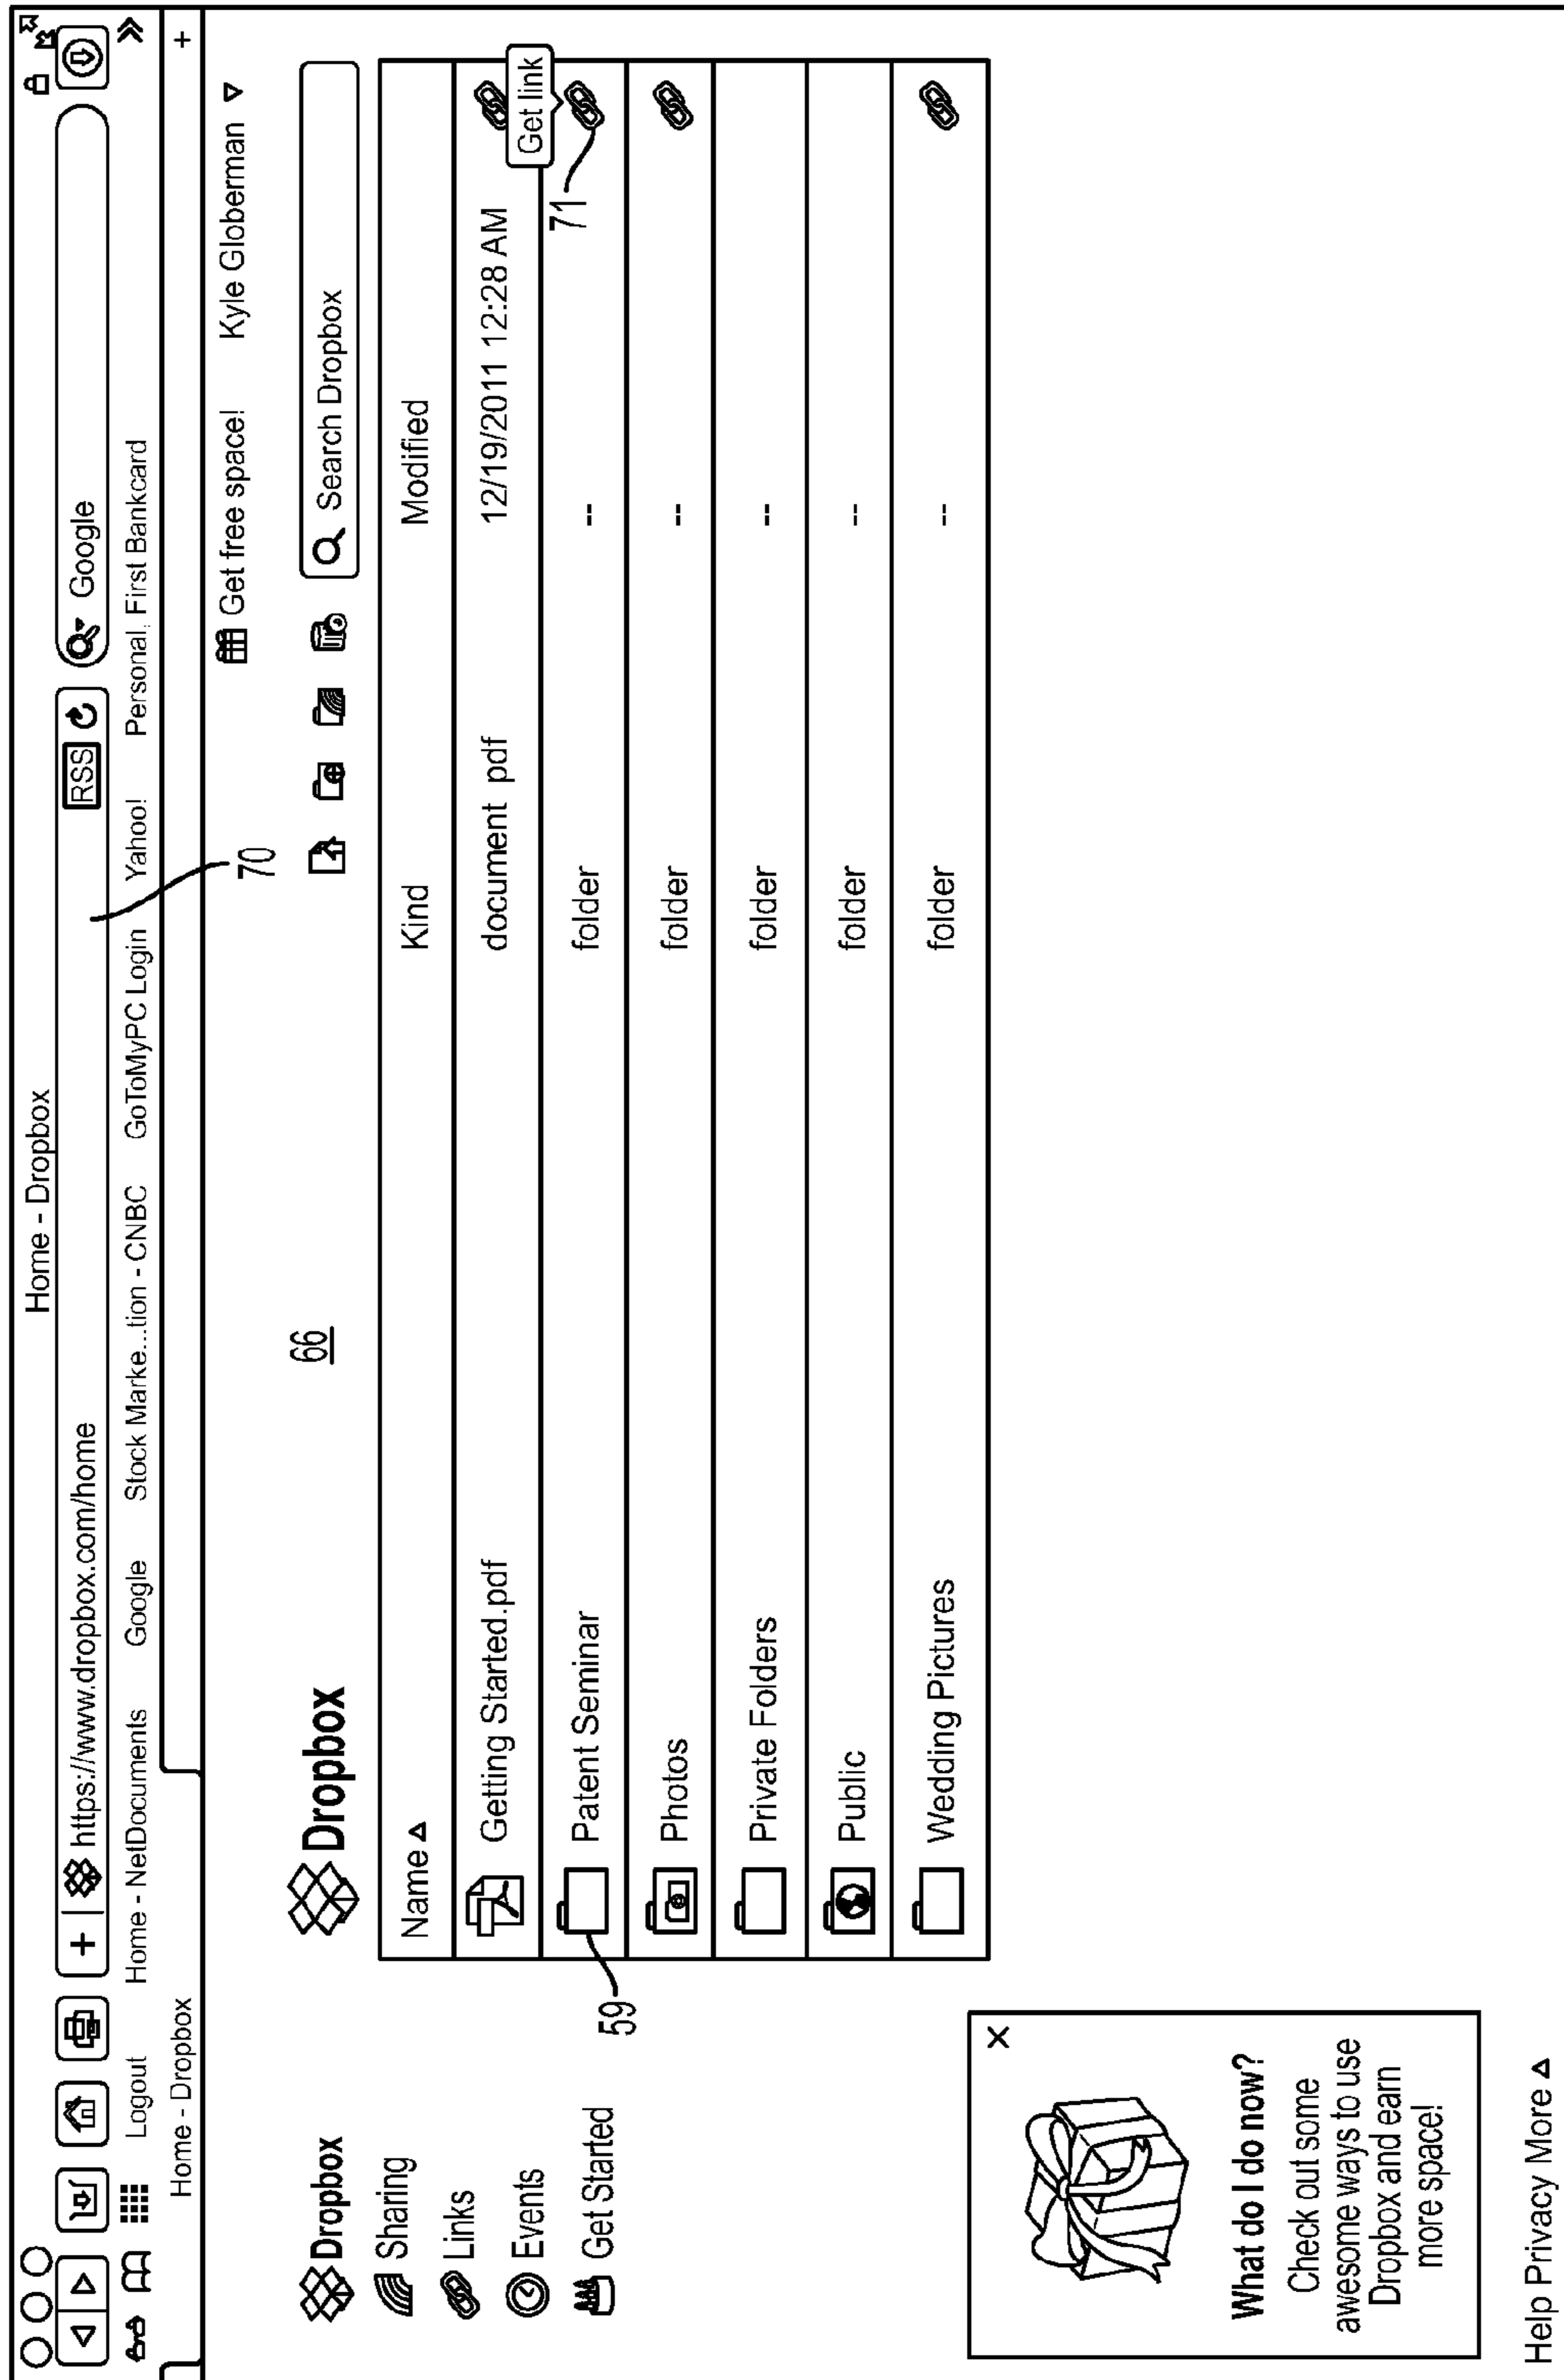 Home - Dropbox
+ https://www.dropbox.com/home RSS Google
Logout Home - NetDocuments Google Stock Marke...tion - CNBC GoToMyPC Login Yahoo! Personal, First Bankcard »
Home - Dropbox +
70
Get free space! Kyle Globerman
66
Dropbox Search Dropbox
Dropbox
Sharing
Links
Events
Get Started
Name Kind Modified
Getting Started.pdf document pdf 12/19/2011 12:28 AM
Get link
Patent Seminar folder --
71
59
Photos folder --
Private Folders folder --
Public folder --
Wedding Pictures folder --
X
What do I do now?
Check out some
awesome ways to use
Dropbox and earn
more space!
Help Privacy More